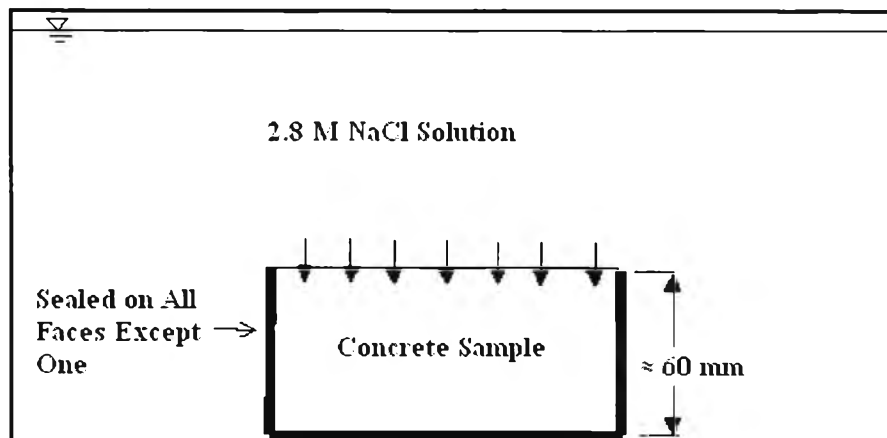 2.8 M NaCl Solution
Sealed on All
Faces Except
One
Concrete Sample
≈ 60 mm